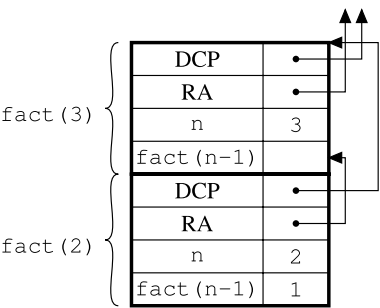 DCP
RA
fact(3)
n 3
fact(n-1)
DCP
RA
fact(2)
n 2
fact(n-1) 1